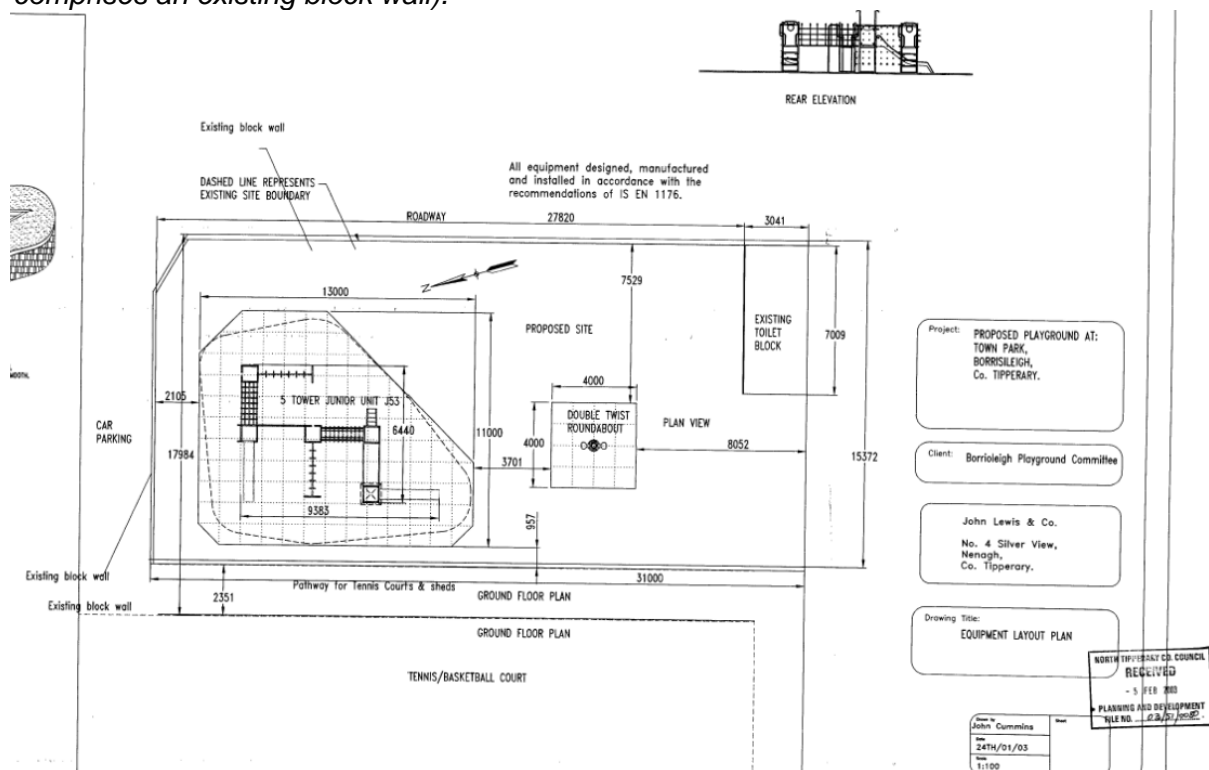 comprises an existing block wall).
REAR ELEVATION
Existing block wall
All equipment designed, manufactured
and installed in accordance with the
recommendations of IS EN 1176.
DASHED LINE REPRESENTS
EXISTING SITE BOUNDARY
ROADWAY
27820
3041
N
13000
7529
PROPOSED SITE
EXISTING
TOILET
BLOCK
7009
4000
2105
5 TOWER JUNIOR UNIT J53
6440
11000
DOUBLE TWIST
ROUNDABOUT
4000
PLAN VIEW
8052
CAR
PARKING
17984
3701
15372
9383
957
Existing block wall
31000
Pathway for Tennis Courts & sheds
GROUND FLOOR PLAN
Existing block wall
2351
GROUND FLOOR PLAN
TENNIS/BASKETBALL COURT
Project:
PROPOSED PLAYGROUND AT:
TOWN PARK,
BORRISILEIGH,
Co. TIPPERARY.
Client:
Borrioleigh Playground Committee
John Lewis & Co.
No. 4 Silver View,
Nenagh,
Co. Tipperary.
Drawing Title:
EQUIPMENT LAYOUT PLAN
NORTH TIPPERARY CO. COUNCIL
RECEIVED
- 5 FEB 2003
PLANNING AND DEVELOPMENT
FILE NO.
Drawn by
John Cummins
Sheet
Date
24TH/01/03
Scale
1:100